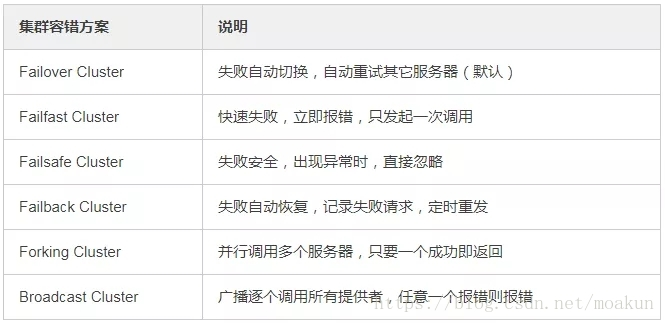 集群容错方案 说明
Failover Cluster 失败自动切换，自动重试其它服务器（默认）
Failfast Cluster 快速失败，立即报错，只发起一次调用
Failsafe Cluster 失败安全，出现异常时，直接忽略
Failback Cluster 失败自动恢复，记录失败请求，定时重发
Forking Cluster 并行调用多个服务器，只要一个成功即返回
Broadcast Cluster 广播逐个调用所有提供者，任意一个报错则报错
https://blog.csdn.net/moakun